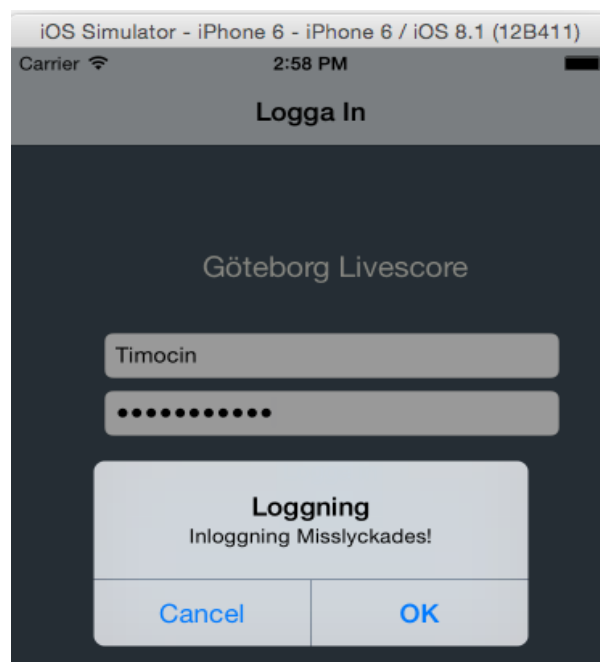 iOS Simulator - iPhone 6 - iPhone 6 / iOS 8.1 (12B411)
Carrier 2:58 PM
Logga In
Göteborg Livescore
Timocin
●●●●●●●●●●●
Loggning
Inloggning Misslyckades!
Cancel OK